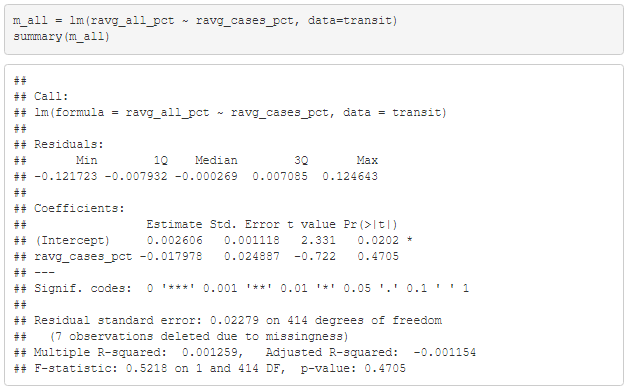 m_all = lm(ravg_all_pct ~ ravg_cases_pct, data=transit)
summary(m_all)
##
## Call:
## lm(formula = ravg_all_pct ~ ravg_cases_pct, data = transit)
##
## Residuals:
##       Min        1Q    Median        3Q       Max
## -0.121723 -0.007932 -0.000269  0.007085  0.124643
##
## Coefficients:
##                 Estimate Std. Error t value Pr(>|t|)
## (Intercept)     0.002606   0.001118   2.331   0.0202 *
## ravg_cases_pct -0.017978   0.024887  -0.722   0.4705
## ---
## Signif. codes:  0 '***' 0.001 '**' 0.01 '*' 0.05 '.' 0.1 ' ' 1
##
## Residual standard error: 0.02279 on 414 degrees of freedom
##   (7 observations deleted due to missingness)
## Multiple R-squared:  0.001259,   Adjusted R-squared:  -0.001154
## F-statistic: 0.5218 on 1 and 414 DF,  p-value: 0.4705